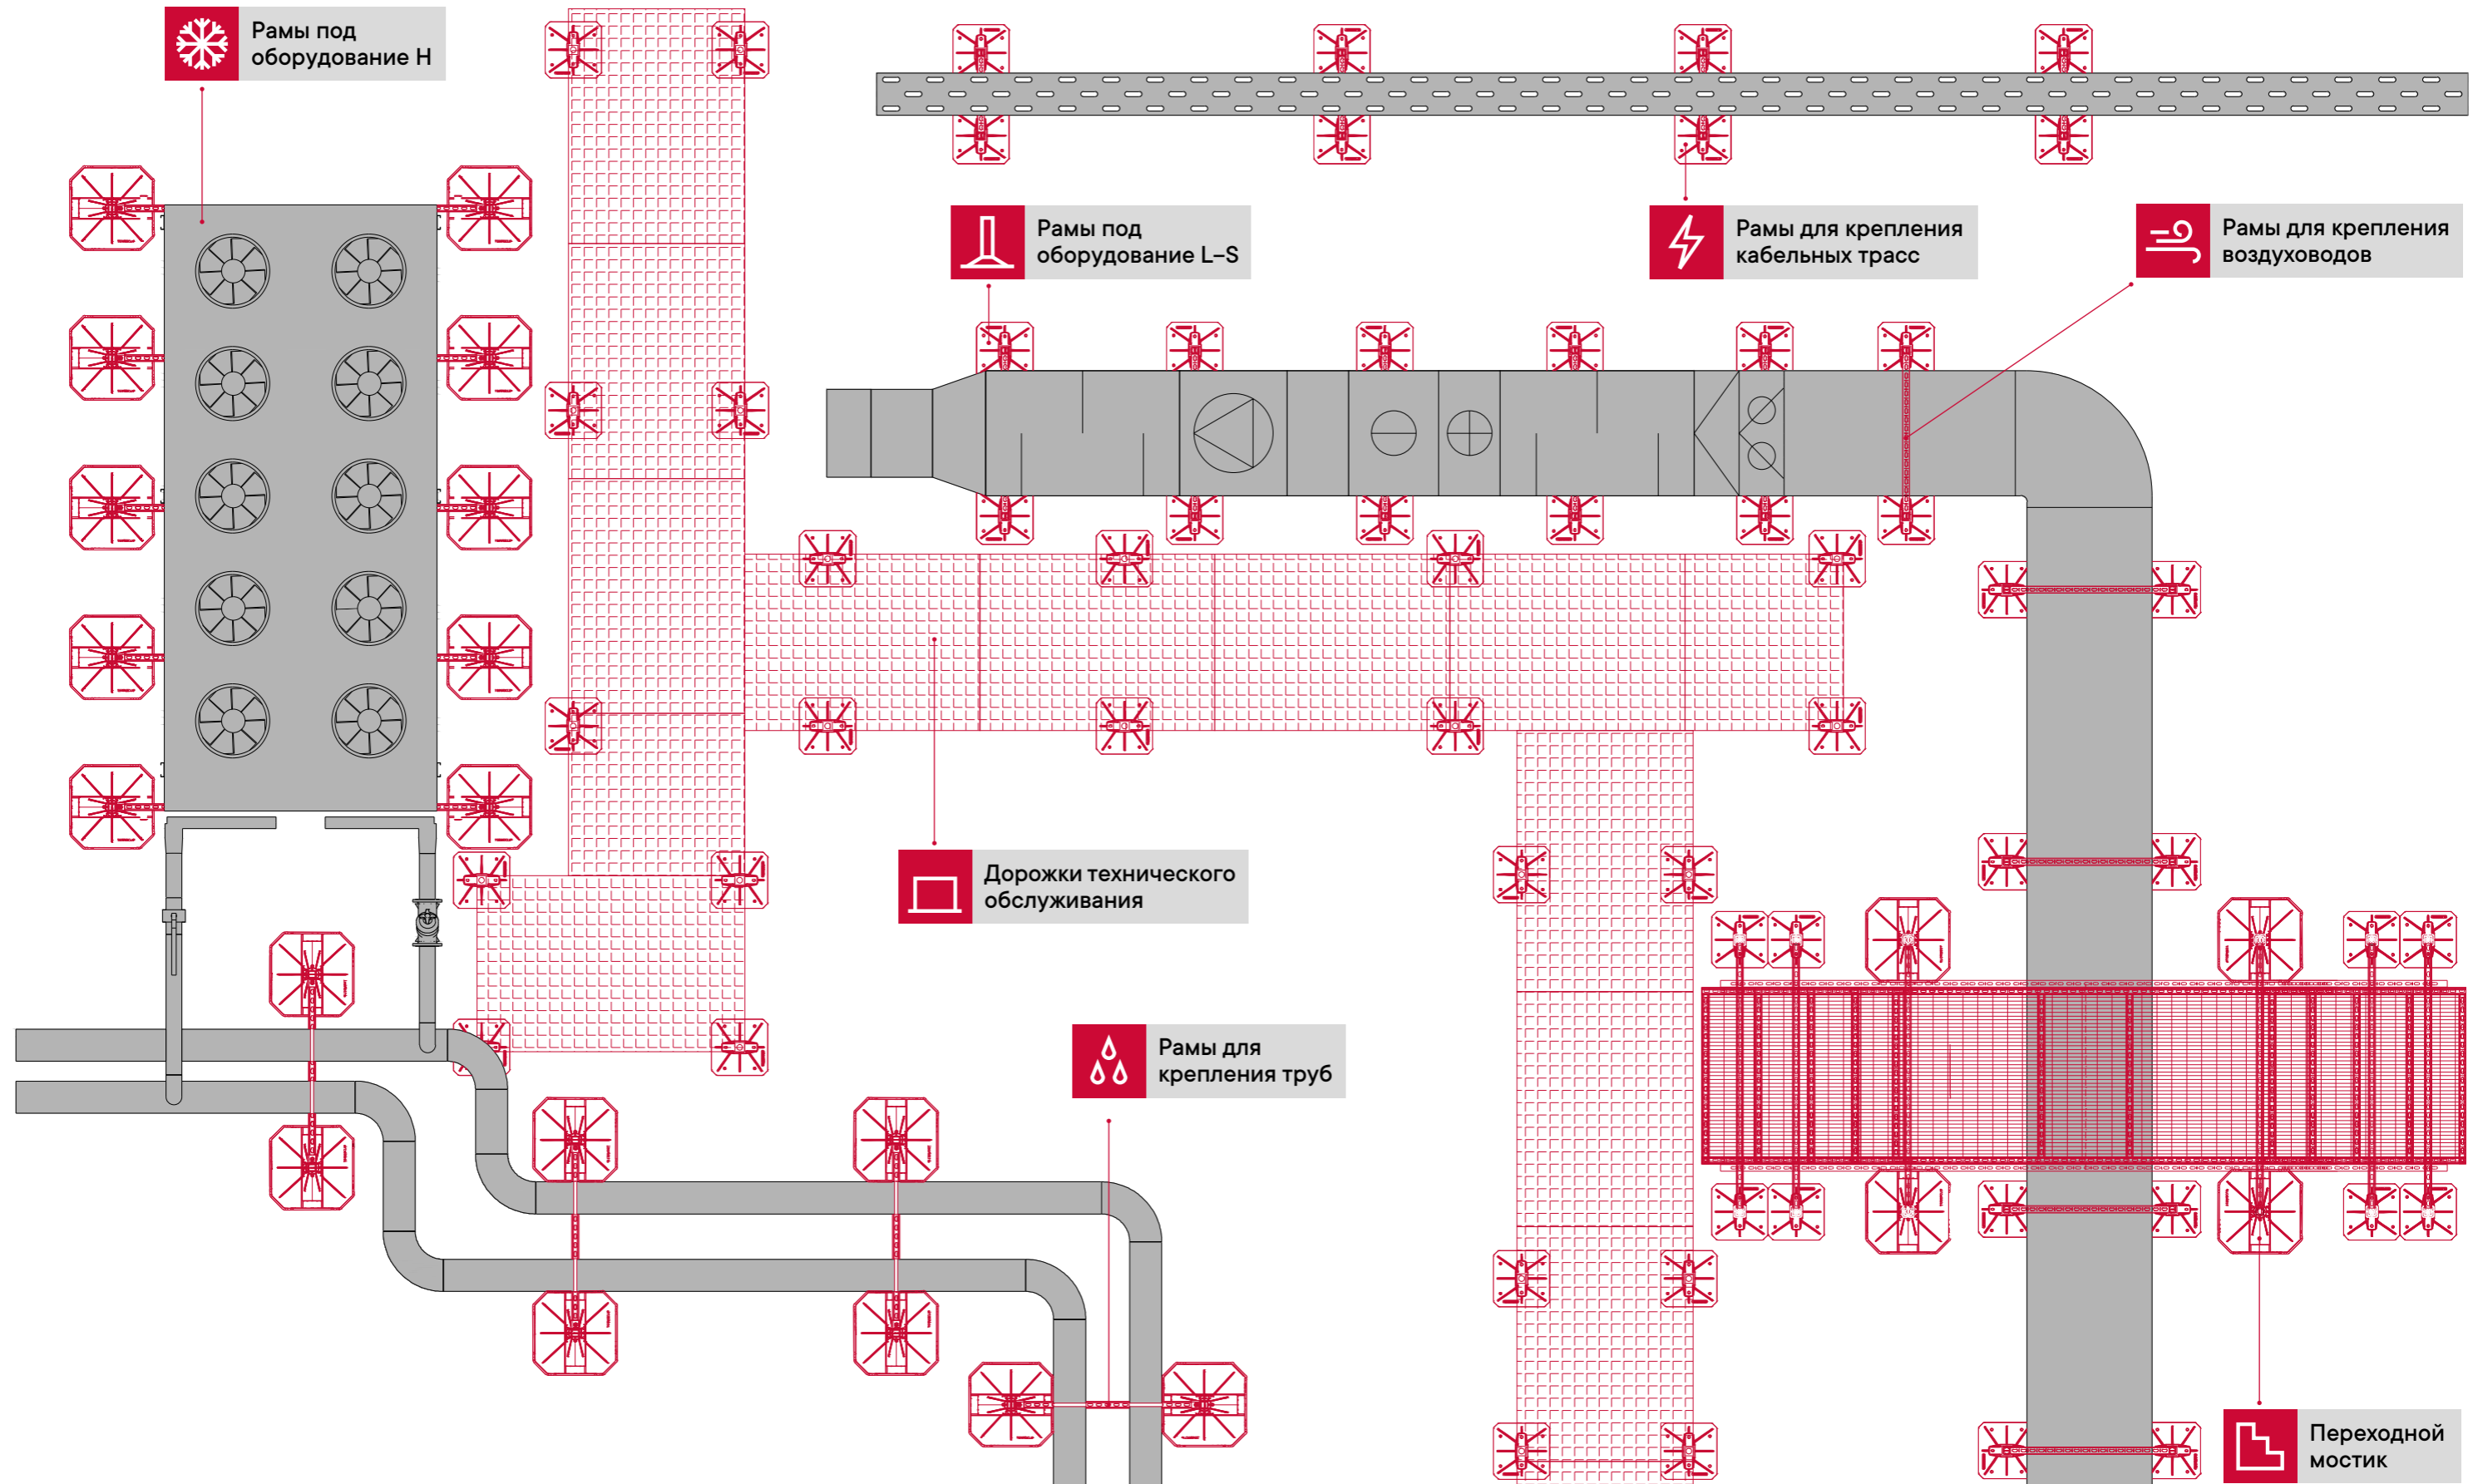 Рамы под
оборудование H
Рамы под
оборудование L–S
Рамы для крепления
кабельных трасс
Рамы для крепления
воздуховодов
Дорожки технического
обслуживания
Рамы для
крепления труб
Переходной
мостик